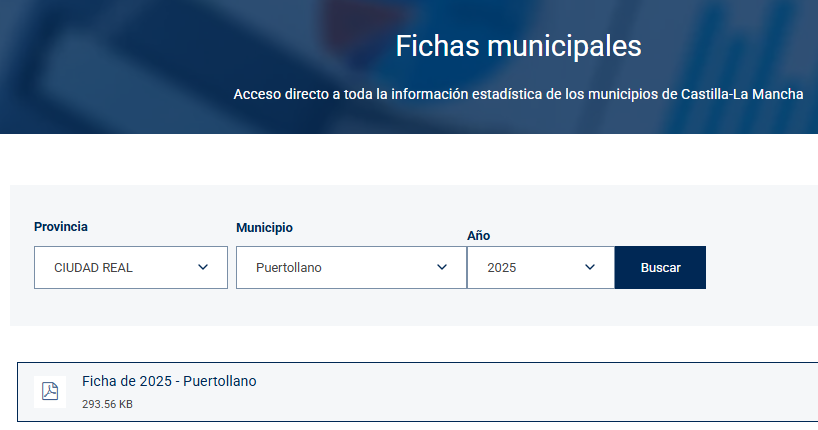 Fichas municipales
Acceso directo a toda la información estadística de los municipios de Castilla-La Mancha
Provincia
Municipio
Año
CIUDAD REAL
Puertollano
2025
Buscar
Ficha de 2025 - Puertollano
293.56 KB